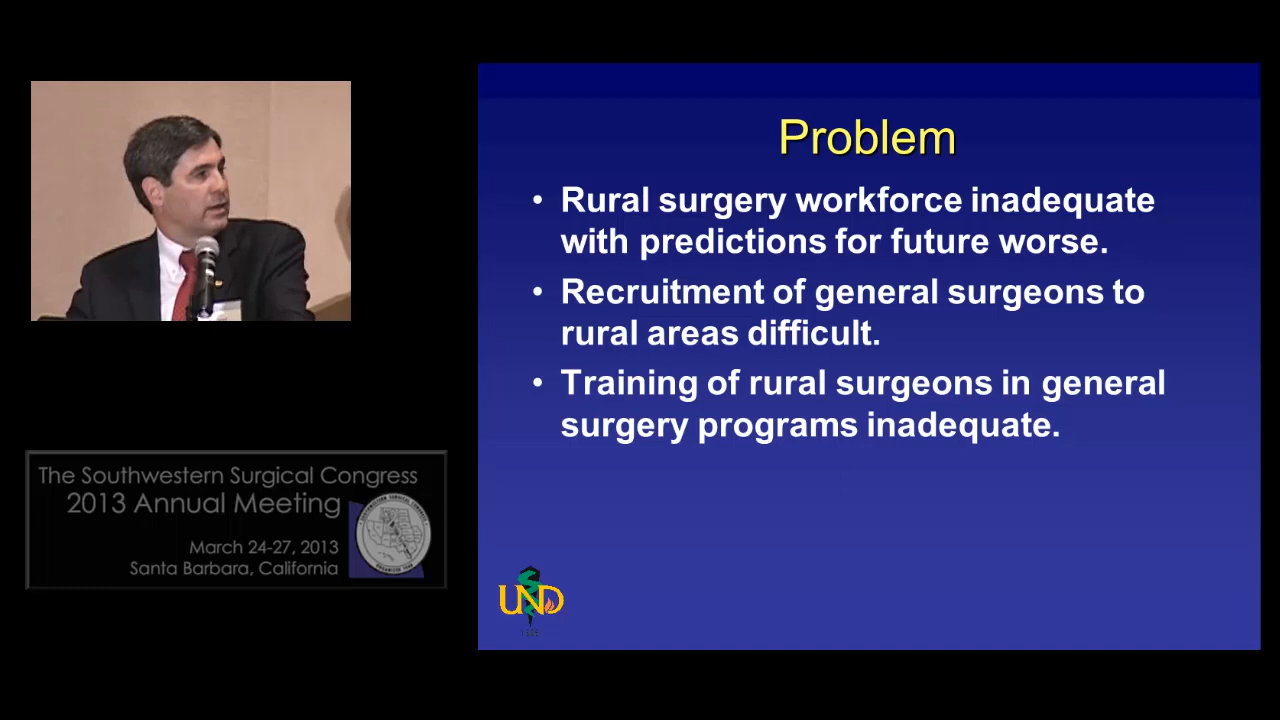 Problem
• Rural surgery workforce inadequate
with predictions for future worse.
• Recruitment of general surgeons to
rural areas difficult.
• Training of rural surgeons in general
surgery programs inadequate.
The Southwestern Surgical Congress
2013 Annual Meeting
March 24-27, 2013
Santa Barbara, California
UND